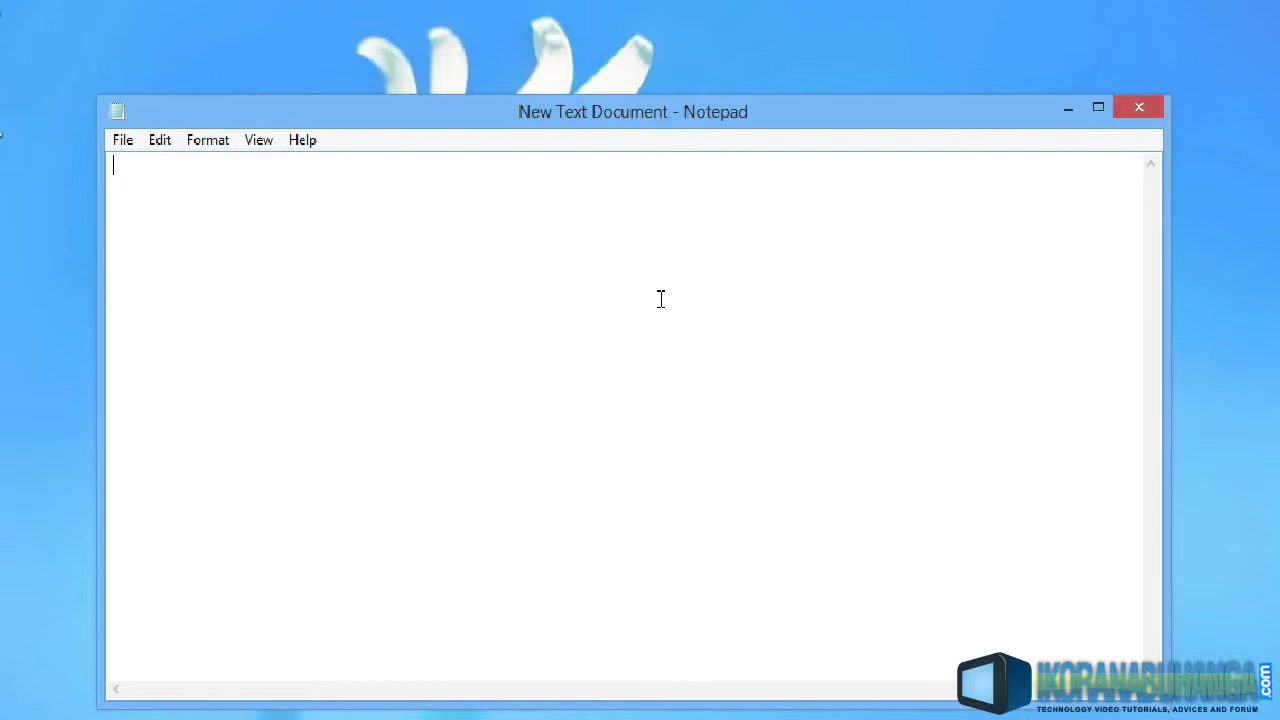 New Text Document - Notepad
File Edit Format View Help
IKORANABUHANGA.com
TECHNOLOGY VIDEO TUTORIALS, ADVICES AND FORUM